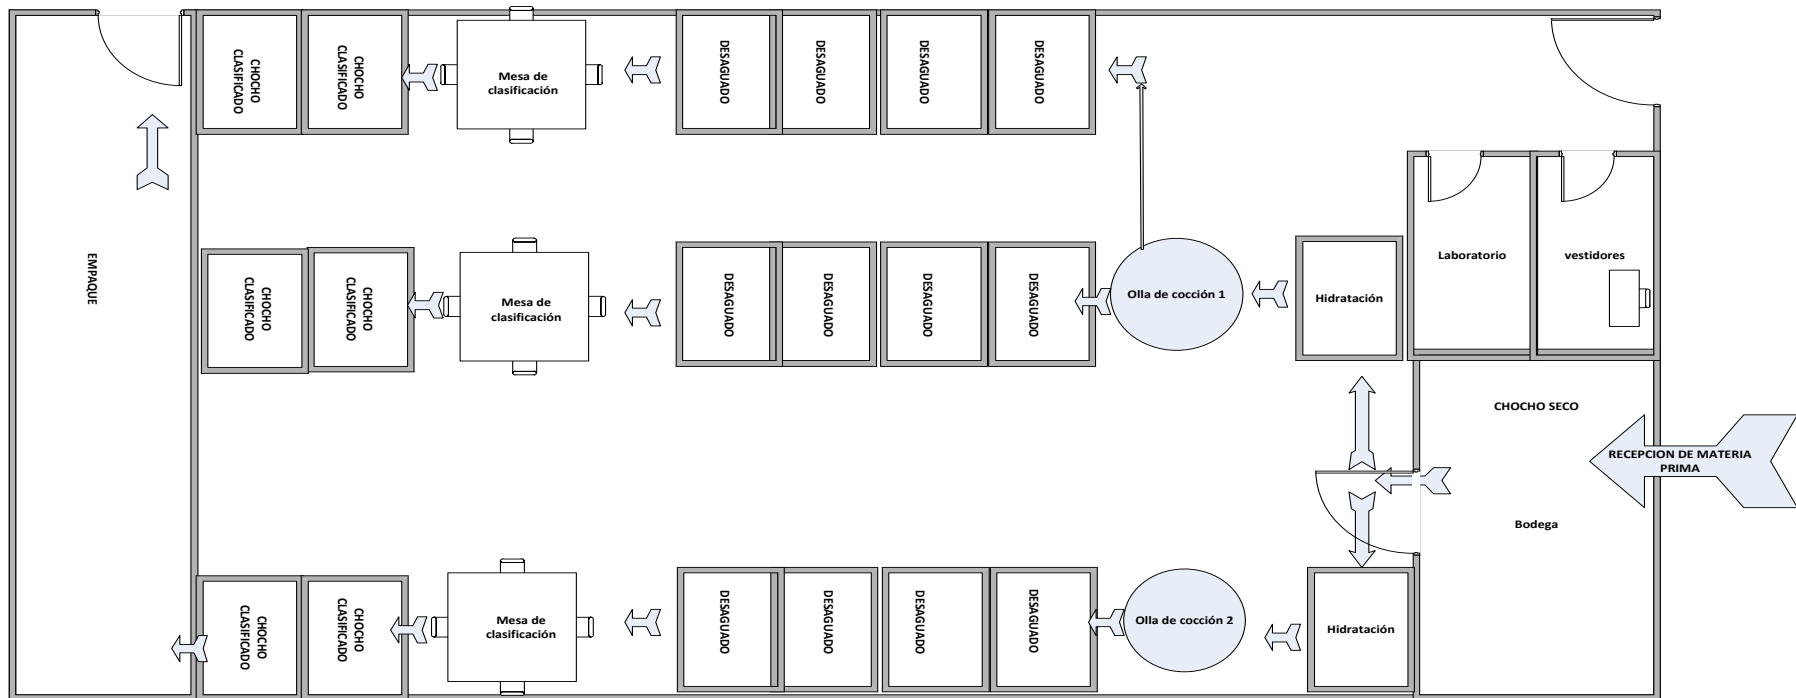 CHOCHO
CLASIFICADO
CHOCHO
CLASIFICADO
Mesa de
clasificación
DESAGUADO
DESAGUADO
DESAGUADO
DESAGUADO
EMPAQUE
CHOCHO
CLASIFICADO
CHOCHO
CLASIFICADO
Mesa de
clasificación
DESAGUADO
DESAGUADO
DESAGUADO
DESAGUADO
Olla de cocción 1
Hidratación
Laboratorio
vestidores
CHOCHO SECO
RECEPCION DE MATERIA
PRIMA
Bodega
CHOCHO
CLASIFICADO
CHOCHO
CLASIFICADO
Mesa de
clasificación
DESAGUADO
DESAGUADO
DESAGUADO
DESAGUADO
Olla de cocción 2
Hidratación